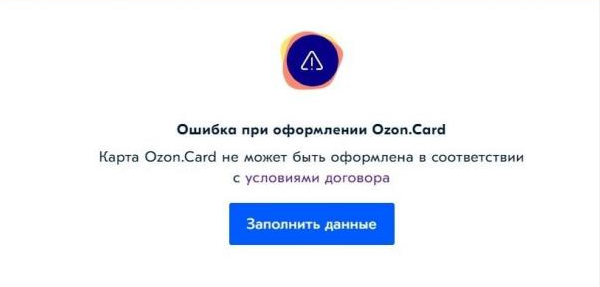 Ошибка при оформлении Ozon.Card
Карта Ozon.Card не может быть оформлена в соответствии
с условиями договора
Заполнить данные